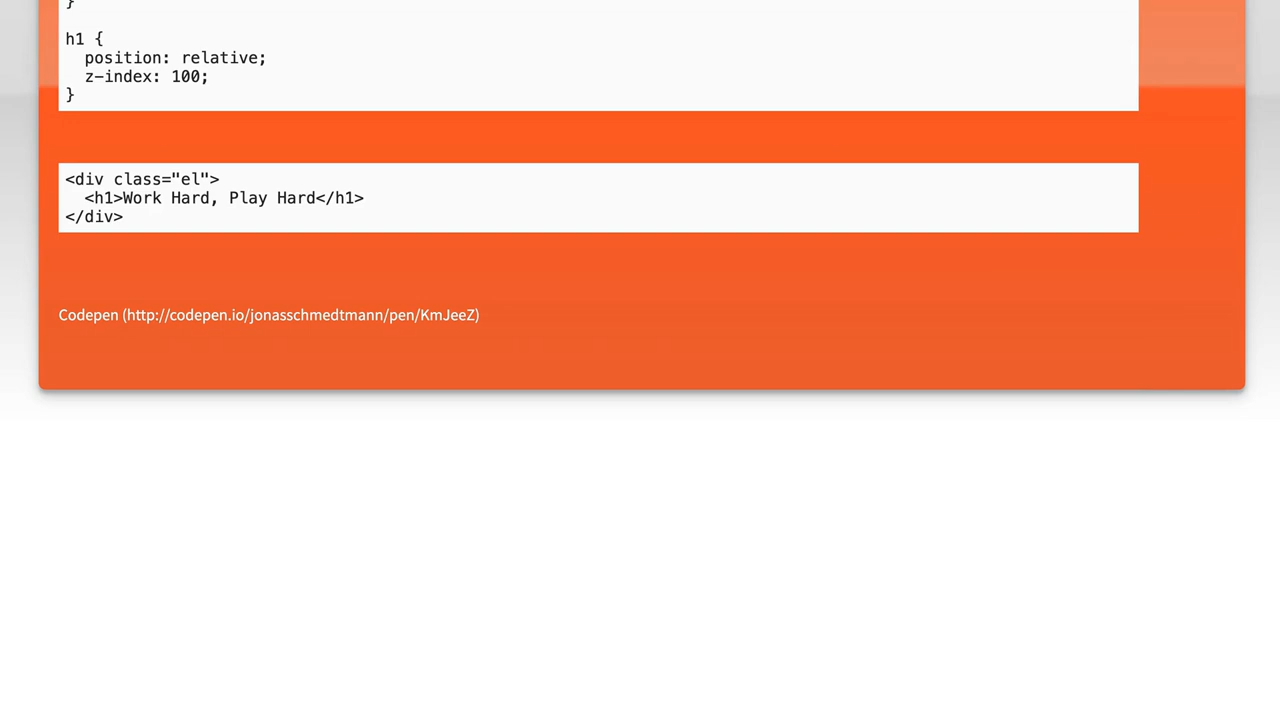 }
h1 {
  position: relative;
  z-index: 100;
}
<div class="el">
  <h1>Work Hard, Play Hard</h1>
</div>
Codepen (http://codepen.io/jonasschmedtmann/pen/KmJeeZ)